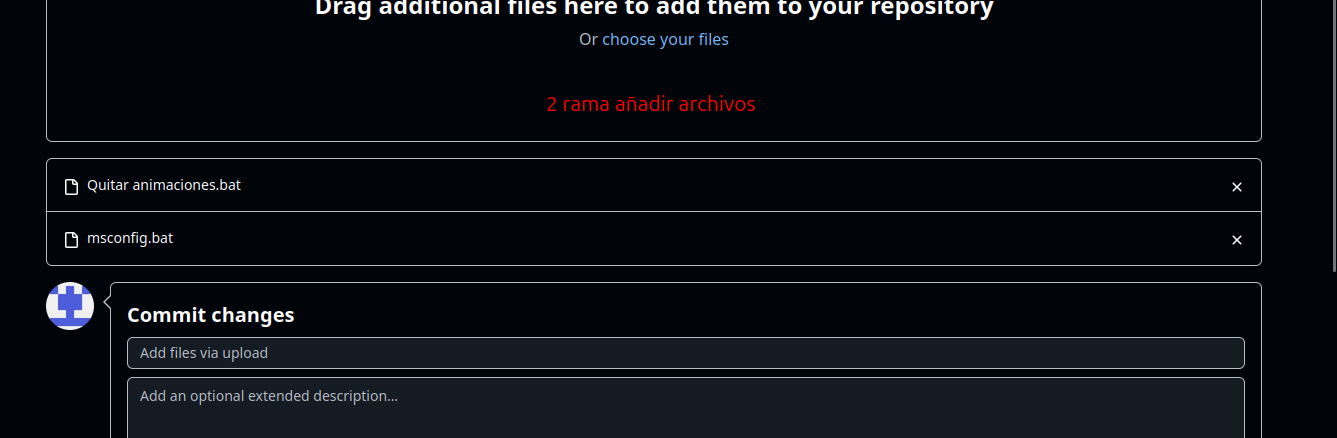 Drag additional files here to add them to your repository
Or choose your files
2 rama añadir archivos
Quitar animaciones.bat
msconfig.bat
Commit changes
Add files via upload
Add an optional extended description...